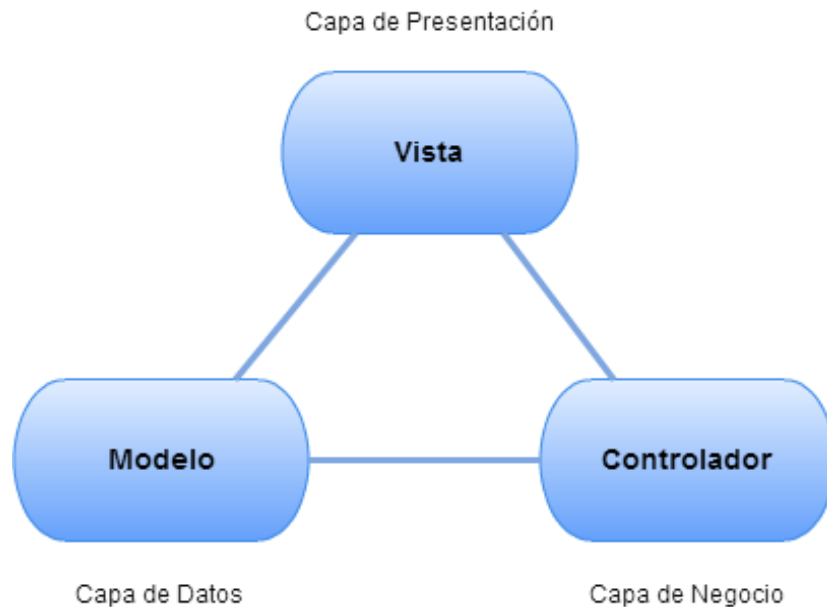 Capa de Presentación
Vista
Modelo
Controlador
Capa de Datos
Capa de Negocio